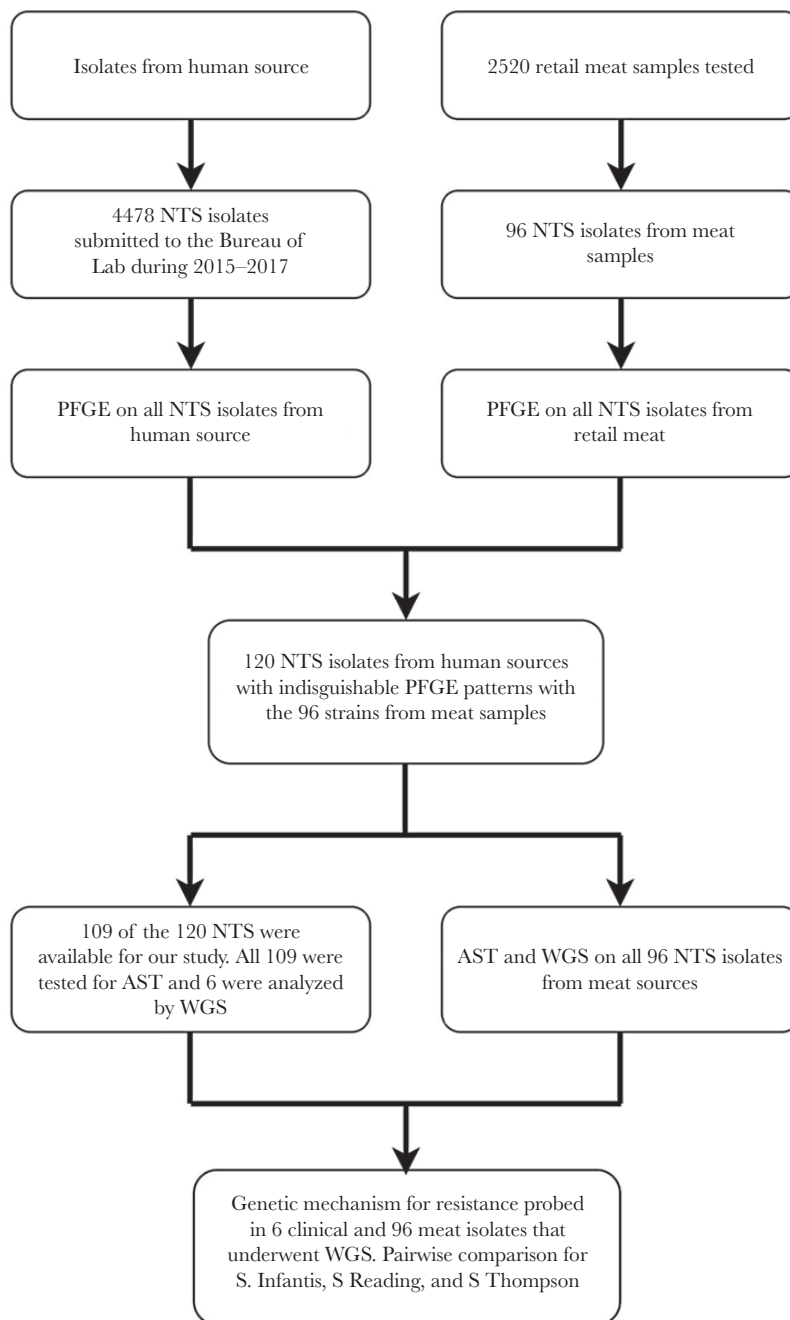 Isolates from human source
2520 retail meat samples tested
4478 NTS isolates
submitted to the Bureau of
Lab during 2015–2017
96 NTS isolates from meat
samples
PFGE on all NTS isolates from
human source
PFGE on all NTS isolates from
retail meat
120 NTS isolates from human sources
with indisguishable PFGE patterns with
the 96 strains from meat samples
109 of the 120 NTS were
available for our study. All 109 were
tested for AST and 6 were analyzed
by WGS
AST and WGS on all 96 NTS isolates
from meat sources
Genetic mechanism for resistance probed
in 6 clinical and 96 meat isolates that
underwent WGS. Pairwise comparison for
S. Infantis, S Reading, and S Thompson